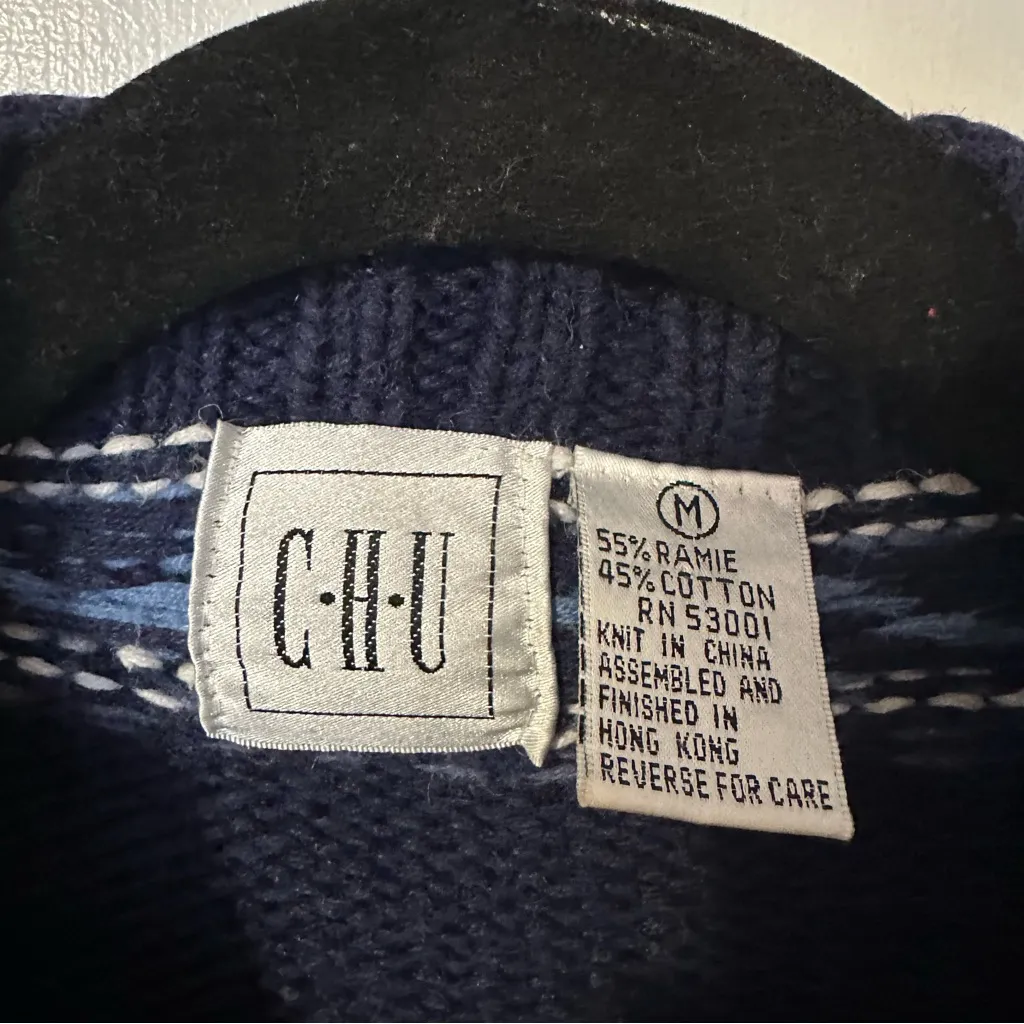 C·H·U
M
55% RAMIE
45% COTTON
RN 53001
KNIT IN CHINA
ASSEMBLED AND
FINISHED IN
HONG KONG
REVERSE FOR CARE